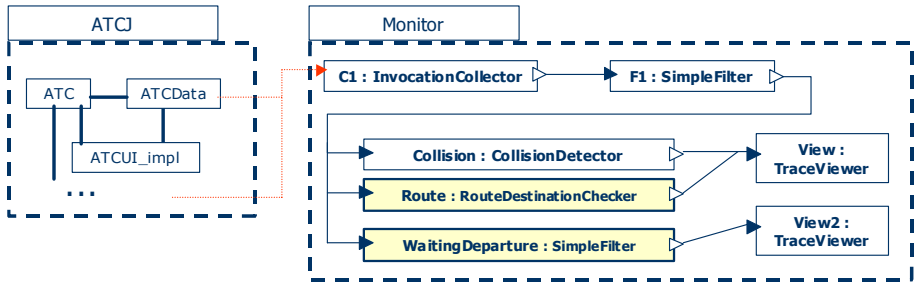 ATCJ
Monitor
C1 : InvocationCollector
F1 : SimpleFilter
ATC
ATCData
ATCUI_impl
...
Collision : CollisionDetector
Route : RouteDestinationChecker
WaitingDeparture : SimpleFilter
View :
TraceViewer
View2 :
TraceViewer